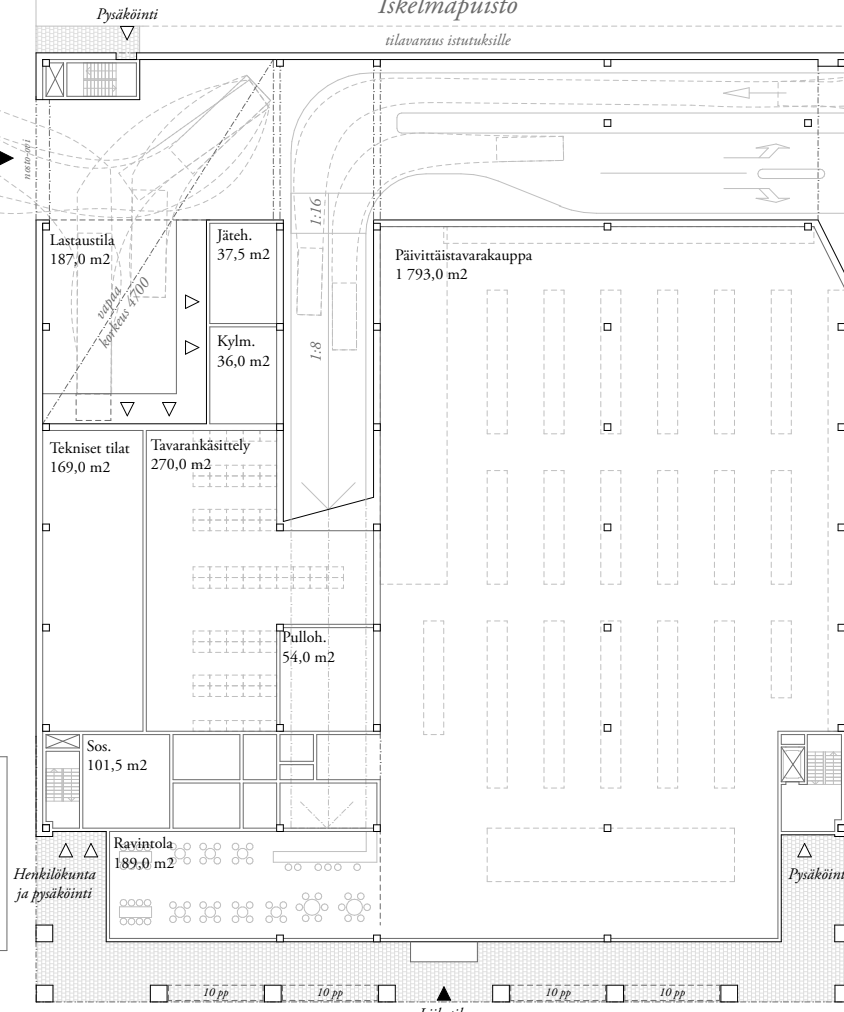 Iskelmäpuisto
Pysäköinti
tilavaraus istutuksille
nosto-ovi
1:16
Lastaustila
187,0 m2
Jäteh.
37,5 m2
Päivittäistavarakauppa
1 793,0 m2
vapaa
korkeus 4700
Kylm.
36,0 m2
1:8
Tekniset tilat
169,0 m2
Tavarankäsittely
270,0 m2
Pulloh.
54,0 m2
Sos.
101,5 m2
Ravintola
189,0 m2
Henkilökunta
ja pysäköinti
Pysäköint
10 pp
10 pp
10 pp
10 pp